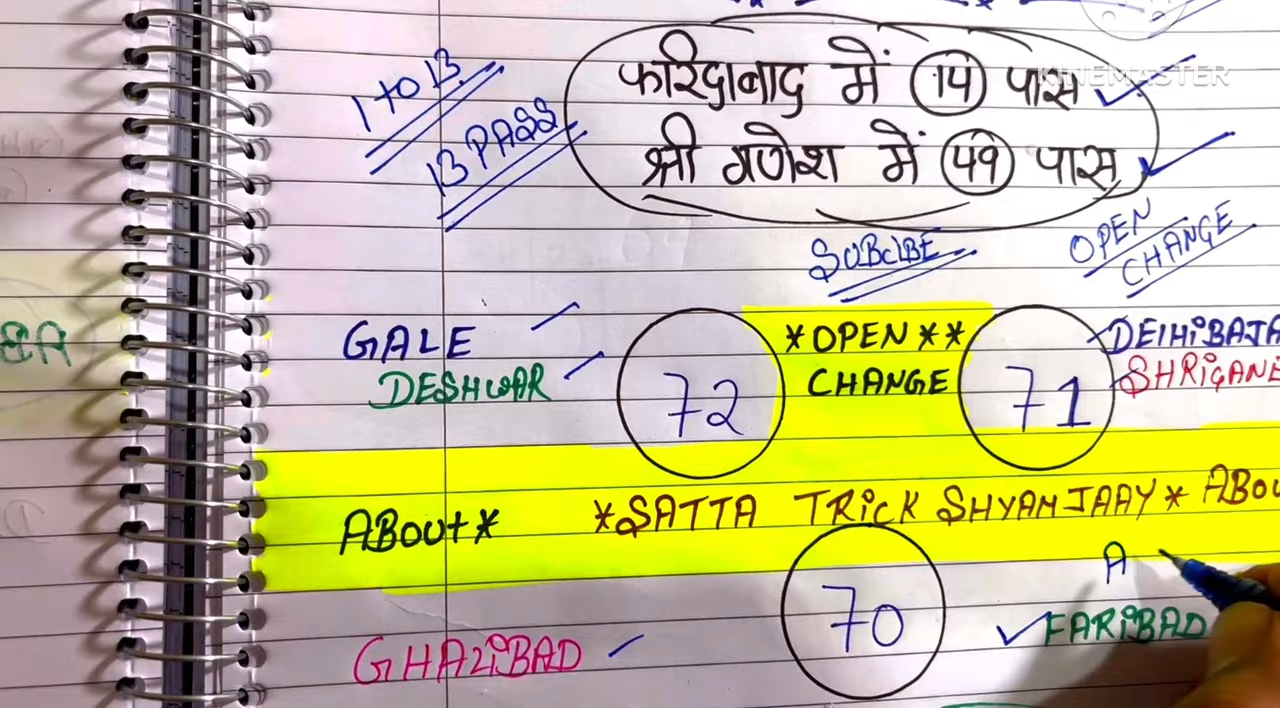 KINEMASTER
1 to 13
13 PASS
फरिदाबाद में 14 पास
श्री गणेश में 49 पास
SUBCIBE
OPEN
CHANGE
GALE
DESHWAR
72
*OPEN**
CHANGE
71
DElHiBAJA
SHRiGANE
ABOUt*
*SATTA TRiCK SHYAMJAAY* ABOU
A
70
FARiBAD
GHAZiBAD